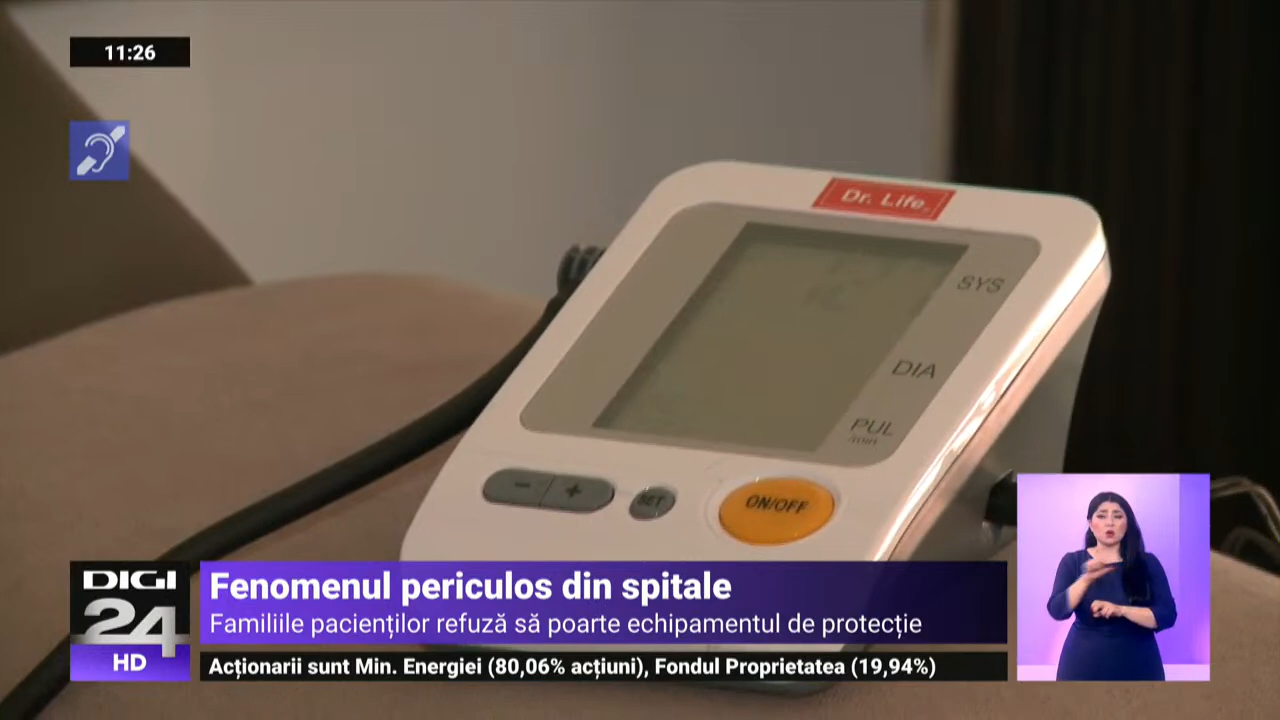 11:26
Dr. Life
SYS
DIA
PUL
/min
- +
SET
ON/OFF
DIGI
24
HD
Fenomenul periculos din spitale
Familiile pacienților refuză să poarte echipamentul de protecție
Acționarii sunt Min. Energiei (80,06% acțiuni), Fondul Proprietatea (19,94%)